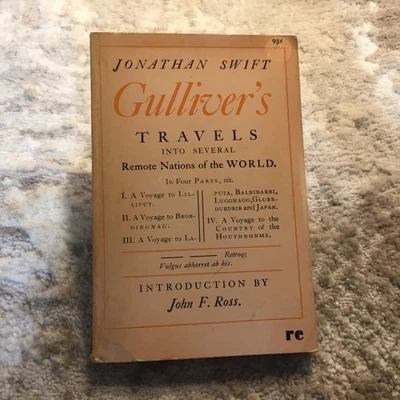 95¢
JONATHAN SWIFT
Gulliver's
TRAVELS
INTO SEVERAL
Remote Nations of the WORLD.
In Four PARTS, viz.
I. A Voyage to LIL-
LIPUT.
II. A Voyage to BROB-
DINGNAG.
III. A Voyage to LA-
PUTA, BALNIBARBI,
LUGGNAGG, GLUBB-
DUBDRIB and JAPAN.
IV. A Voyage to the
COUNTRY of the
HOUYHNHNMS.
Retroq;
Vulgus abhorret ab his.
INTRODUCTION BY
John F. Ross.
re